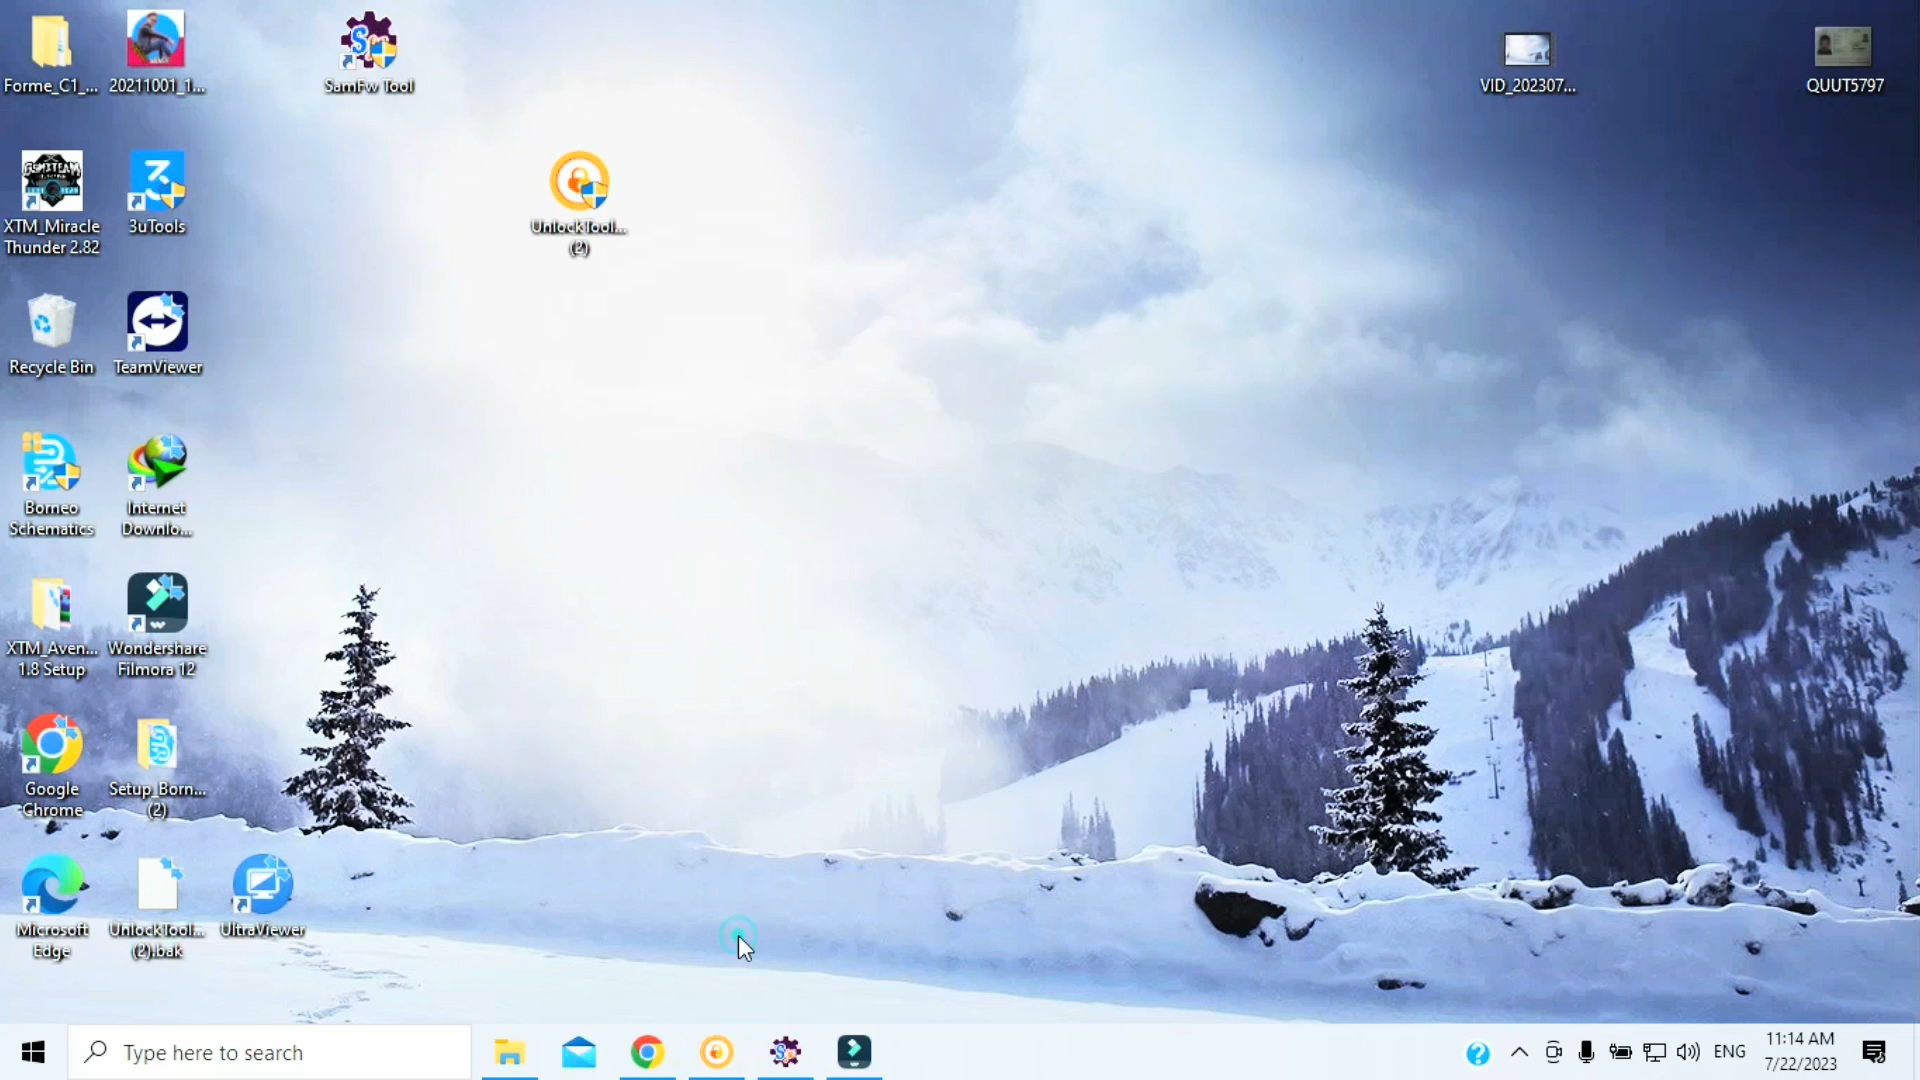 Forme_C1_...
20211001_1...
SamFw Tool
VID_202307...
QUUT5797
XTM_Miracle
Thunder 2.82
3uTools
UnlockTool...
(2)
Recycle Bin
TeamViewer
Borneo
Schematics
Internet
Downlo...
XTM_Aven...
1.8 Setup
Wondershare
Filmora 12
Google
Chrome
Setup_Born...
(2)
Microsoft
Edge
UnlockTool...
(2).bak
UltraViewer
Type here to search
ENG
11:14 AM
7/22/2023